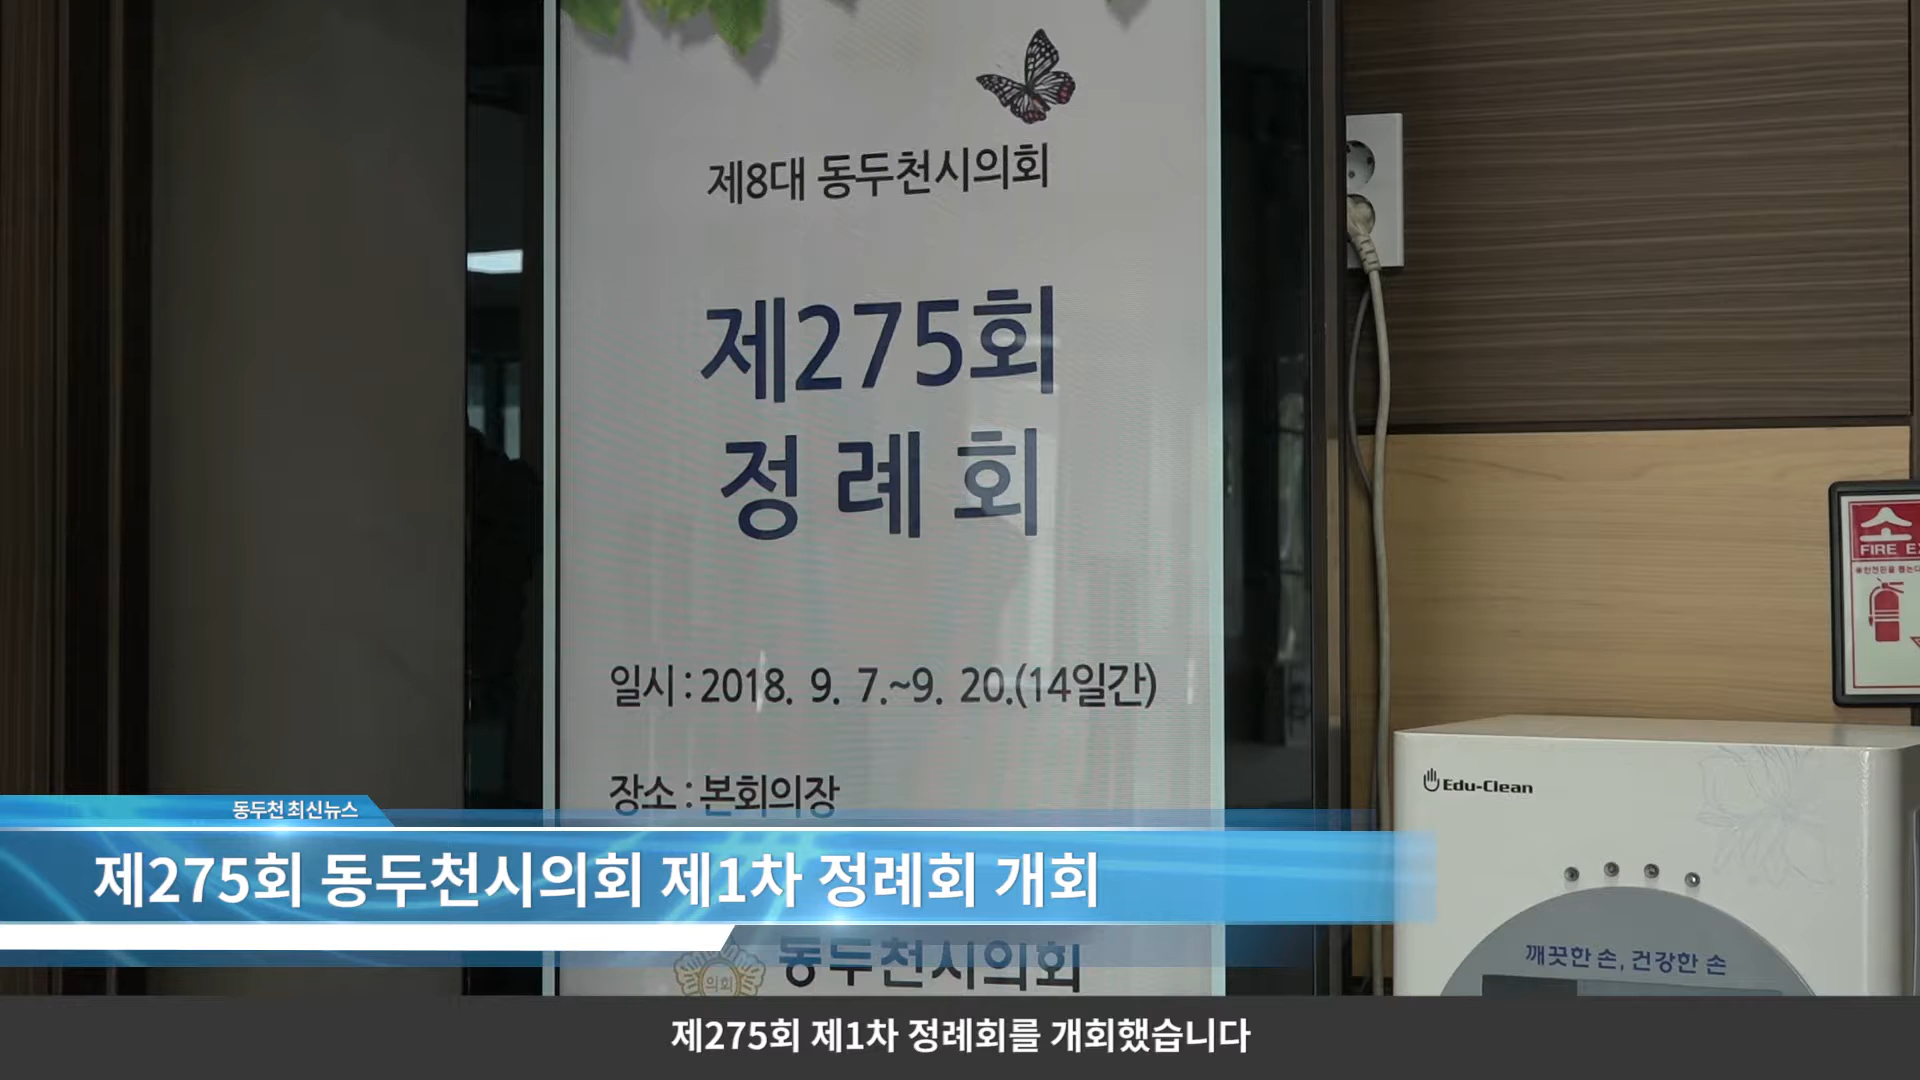 제8대 동두천시의회
제275회
정례회
일시 : 2018. 9. 7.~9. 20.(14일간)
장소 : 본회의장
동두천시의회
의회
소
FIRE E
Edu-Clean
깨끗한 손, 건강한 손
동두천 최신뉴스
제275회 동두천시의회 제1차 정례회 개회
제275회 제1차 정례회를 개회했습니다